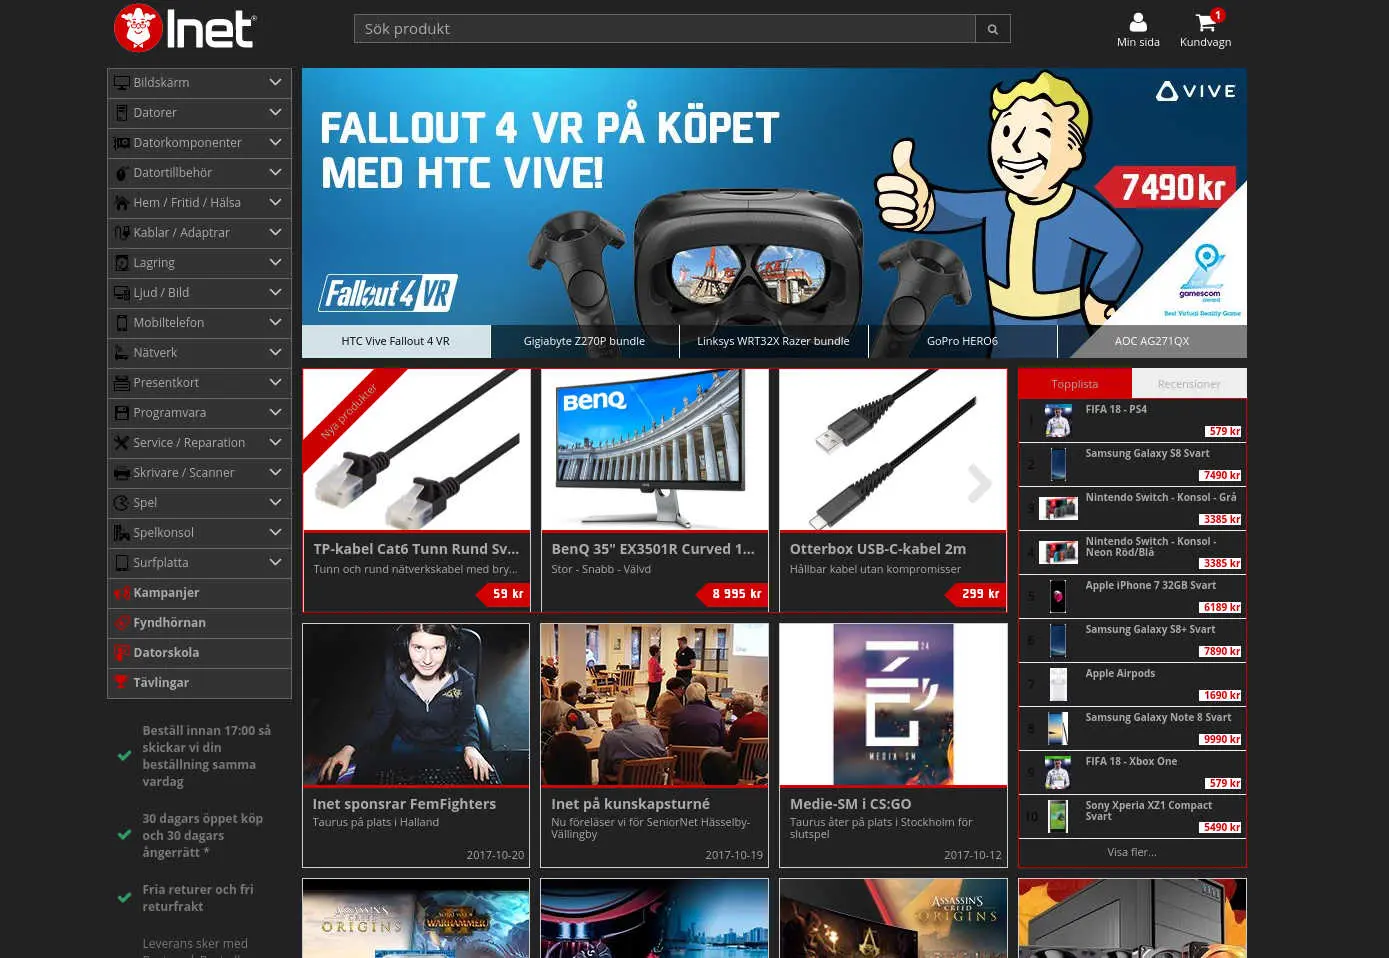 Inet
Sök produkt
Min sida
1
Kundvagn
Bildskärm
Datorer
Datorkomponenter
Datortillbehör
Hem / Fritid / Hälsa
Kablar / Adaptrar
Lagring
Ljud / Bild
Mobiltelefon
Nätverk
Presentkort
Programvara
Service / Reparation
Skrivare / Scanner
Spel
Spelkonsol
Surfplatta
Kampanjer
Fyndhörnan
Datorskola
Tävlingar
Beställ innan 17:00 så
skickar vi din
beställning samma
vardag
30 dagars öppet köp
och 30 dagars
ångerrätt *
Fria returer och fri
returfrakt
Leverans sker med
FALLOUT 4 VR PÅ KÖPET
MED HTC VIVE!
VIVE
7490 kr
Fallout 4 VR
gamescom
award
Best Virtual Reality Game
HTC Vive Fallout 4 VR
Gigiabyte Z270P bundle
Linksys WRT32X Razer bundle
GoPro HERO6
AOC AG271QX
Nya produkter
TP-kabel Cat6 Tunn Rund Sv...
Tunn och rund nätverkskabel med bry...
59 kr
BenQ
BenQ 35" EX3501R Curved 1...
Stor - Snabb - Välvd
8 995 kr
Otterbox USB-C-kabel 2m
Hållbar kabel utan kompromisser
299 kr
Topplista
Recensioner
1
FIFA 18 - PS4
579 kr
2
Samsung Galaxy S8 Svart
7490 kr
3
Nintendo Switch - Konsol - Grå
3385 kr
4
Nintendo Switch - Konsol -
Neon Röd/Blå
3385 kr
5
Apple iPhone 7 32GB Svart
6189 kr
6
Samsung Galaxy S8+ Svart
7890 kr
7
Apple Airpods
1690 kr
8
Samsung Galaxy Note 8 Svart
9990 kr
9
FIFA 18 - Xbox One
579 kr
10
Sony Xperia XZ1 Compact
Svart
5490 kr
Visa fler...
Inet sponsrar FemFighters
Taurus på plats i Halland
2017-10-20
Inet på kunskapsturné
Nu föreläser vi för SeniorNet Hässelby-
Vällingby
2017-10-19
24
MEDIA SM
Medie-SM i CS:GO
Taurus åter på plats i Stockholm för
slutspel
2017-10-12
ASSASSIN'S
CREED
ORIGINS
TOTAL WAR
WARHAMMER
II
ASSASSIN'S
CREED
ORIGINS